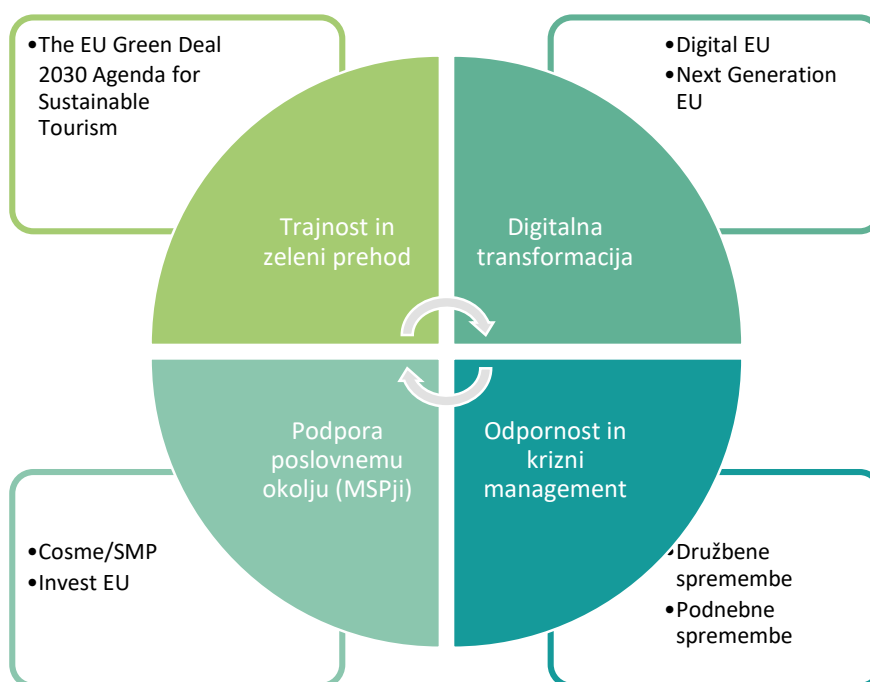 •The EU Green Deal
2030 Agenda for
Sustainable
Tourism
•Digital EU
•Next Generation
EU
Trajnost in
zeleni prehod
Digitalna
transformacija
Podpora
poslovnemu
okolju (MSPji)
Odpornost in
krizni
management
•Cosme/SMP
•Invest EU
•Družbene
spremembe
•Podnebne
spremembe